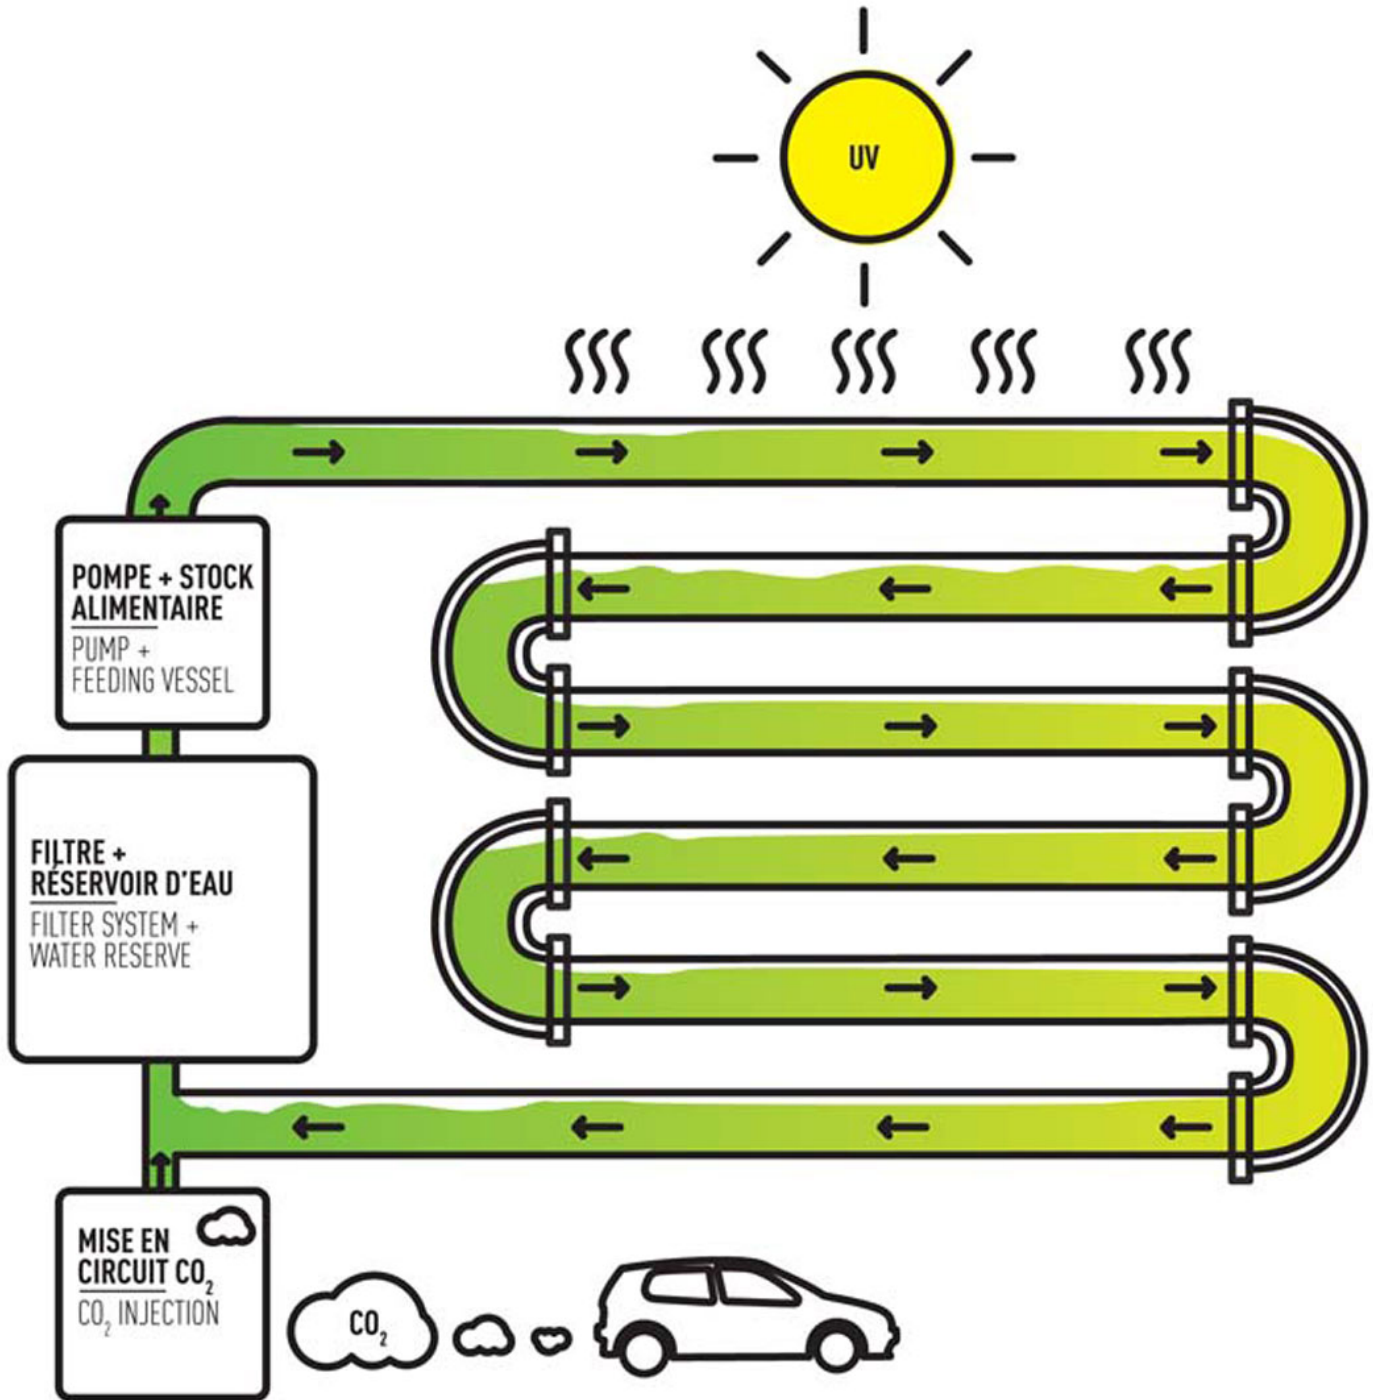 UV
POMPE + STOCK
ALIMENTAIRE
PUMP +
FEEDING VESSEL
FILTRE +
RÉSERVOIR D'EAU
FILTER SYSTEM +
WATER RESERVE
MISE EN
CIRCUIT CO₂
CO₂ INJECTION
CO₂